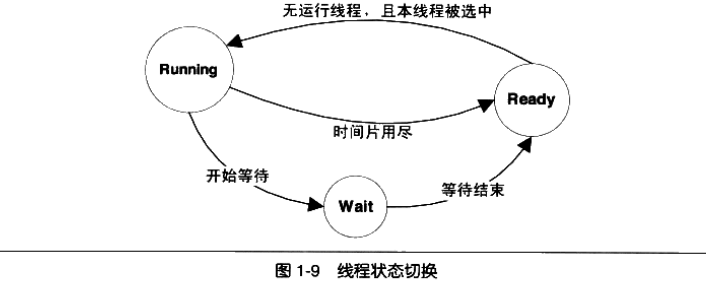 无运行线程，且本线程被选中
Running
Ready
时间片用尽
开始等待
等待结束
Wait
图 1-9 线程状态切换